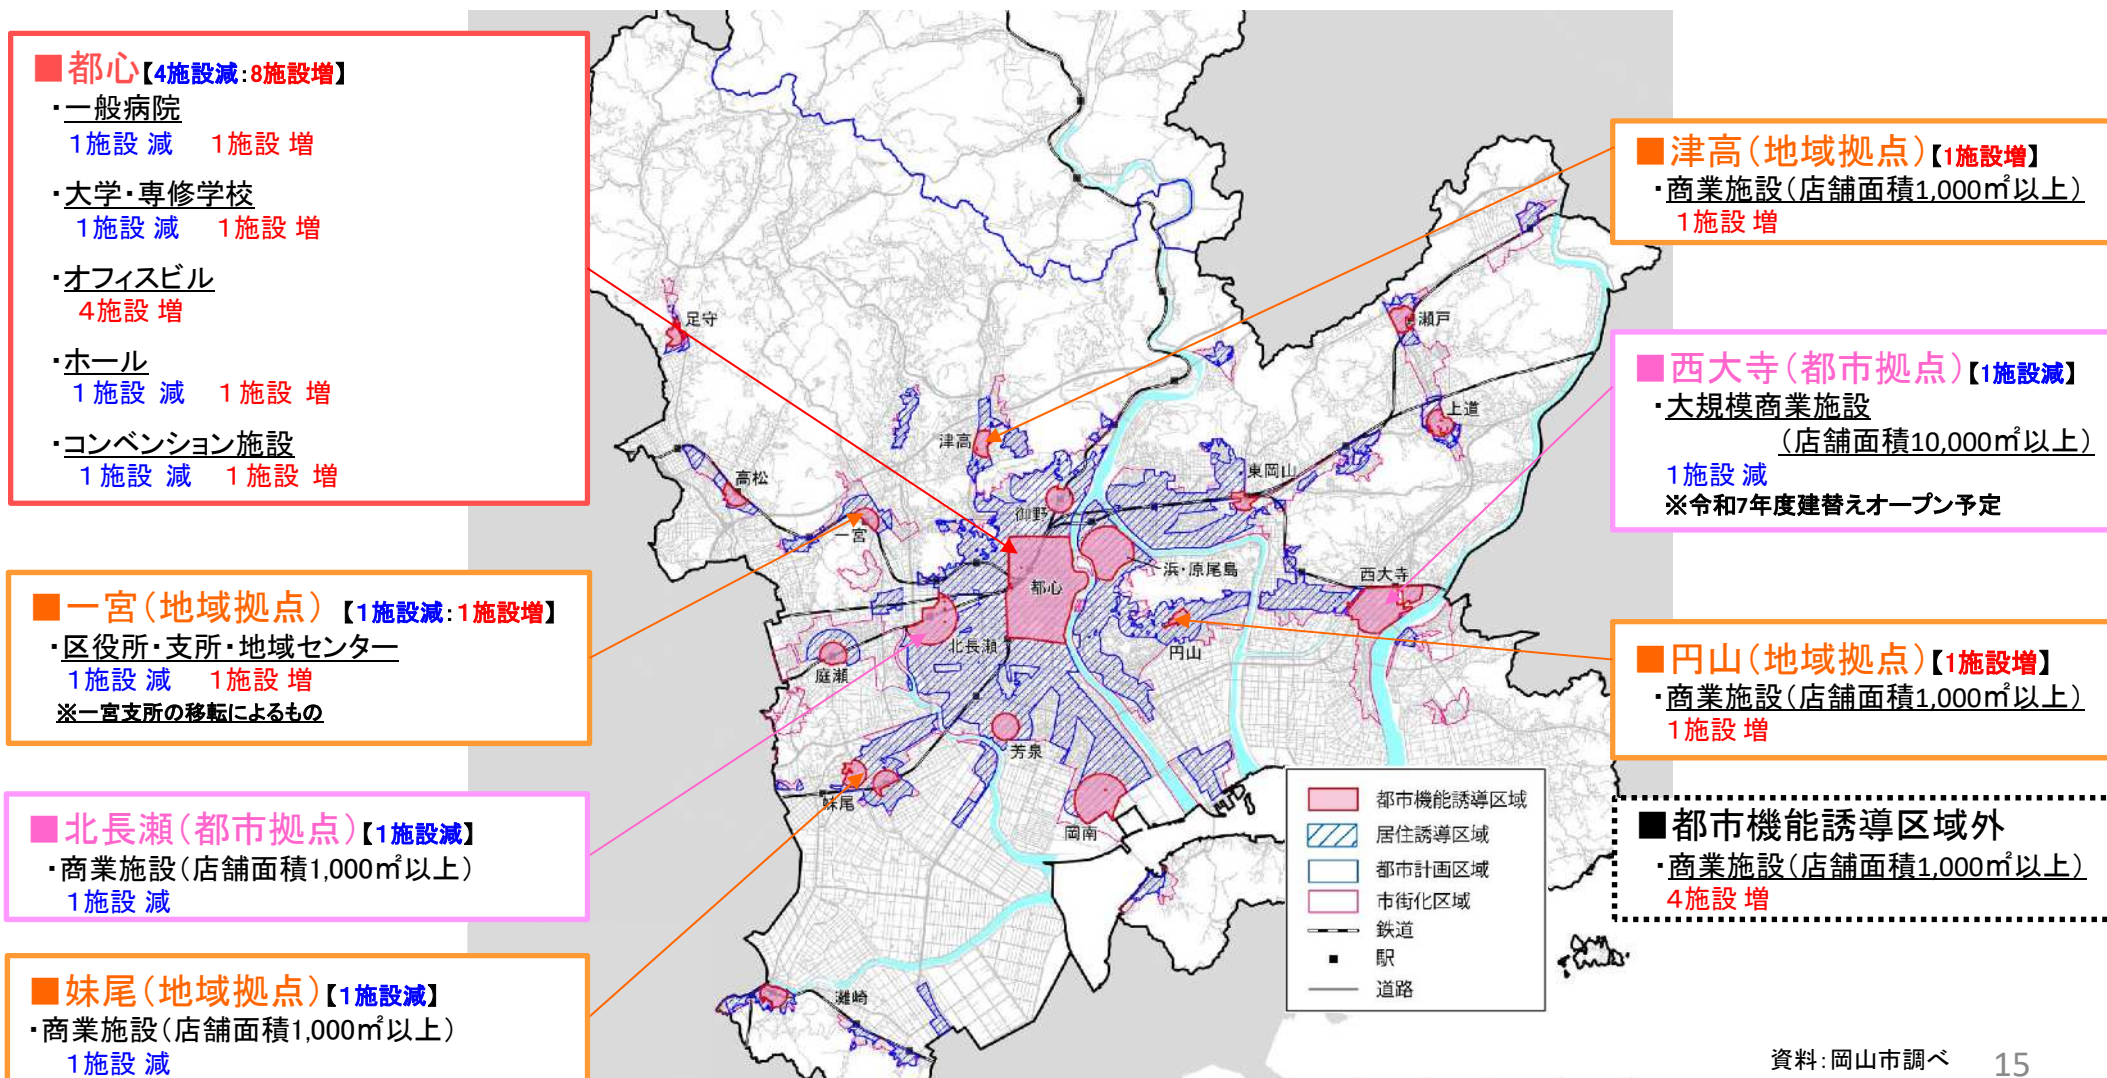 ■都心【4施設減:8施設増】
・一般病院
1施設 減 1施設 増
・大学・専修学校
1施設 減 1施設 増
・オフィスビル
4施設 増
・ホール
1施設 減 1施設 増
・コンベンション施設
1施設 減 1施設 増
■一宮(地域拠点)【1施設減:1施設増】
・区役所・支所・地域センター
1施設 減 1施設 増
※一宮支所の移転によるもの
■北長瀬(都市拠点)【1施設減】
・商業施設(店舗面積1,000㎡以上)
1施設 減
■妹尾(地域拠点)【1施設減】
・商業施設(店舗面積1,000㎡以上)
1施設 減
足守
瀬戸
上道
津高
東岡山
高松
御野
一宮
浜・原尾島
西大寺
都心
北長瀬
円山
庭瀬
芳泉
妹尾
岡南
灘崎
都市機能誘導区域
居住誘導区域
都市計画区域
市街化区域
鉄道
駅
道路
■津高(地域拠点)【1施設増】
・商業施設(店舗面積1,000㎡以上)
1施設 増
■西大寺(都市拠点)【1施設減】
・大規模商業施設
(店舗面積10,000㎡以上)
1施設 減
※令和7年度建替えオープン予定
■円山(地域拠点)【1施設増】
・商業施設(店舗面積1,000㎡以上)
1施設 増
■都市機能誘導区域外
・商業施設(店舗面積1,000㎡以上)
4施設 増
資料:岡山市調べ
15